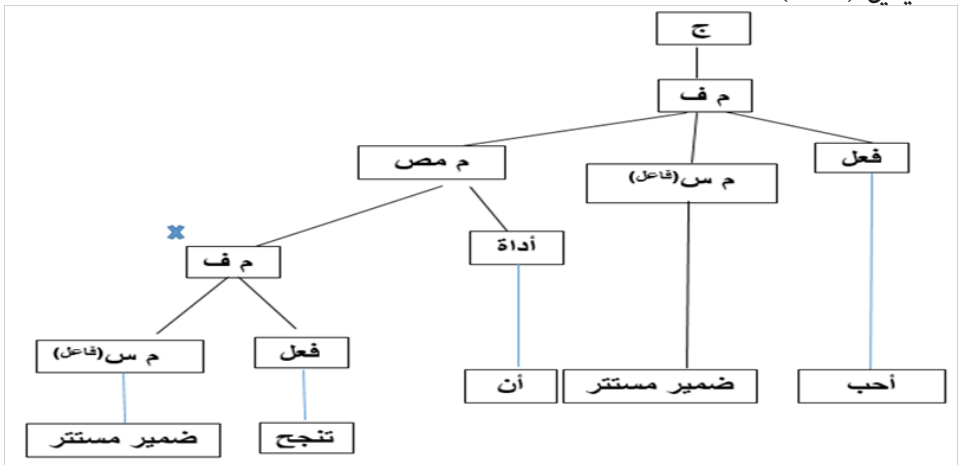 ج
م ف
فعل
م س(فاعل)
م مص
أداة
م ف
فعل
م س(فاعل)
أحب
ضمير مستتر
أن
تنجح
ضمير مستتر